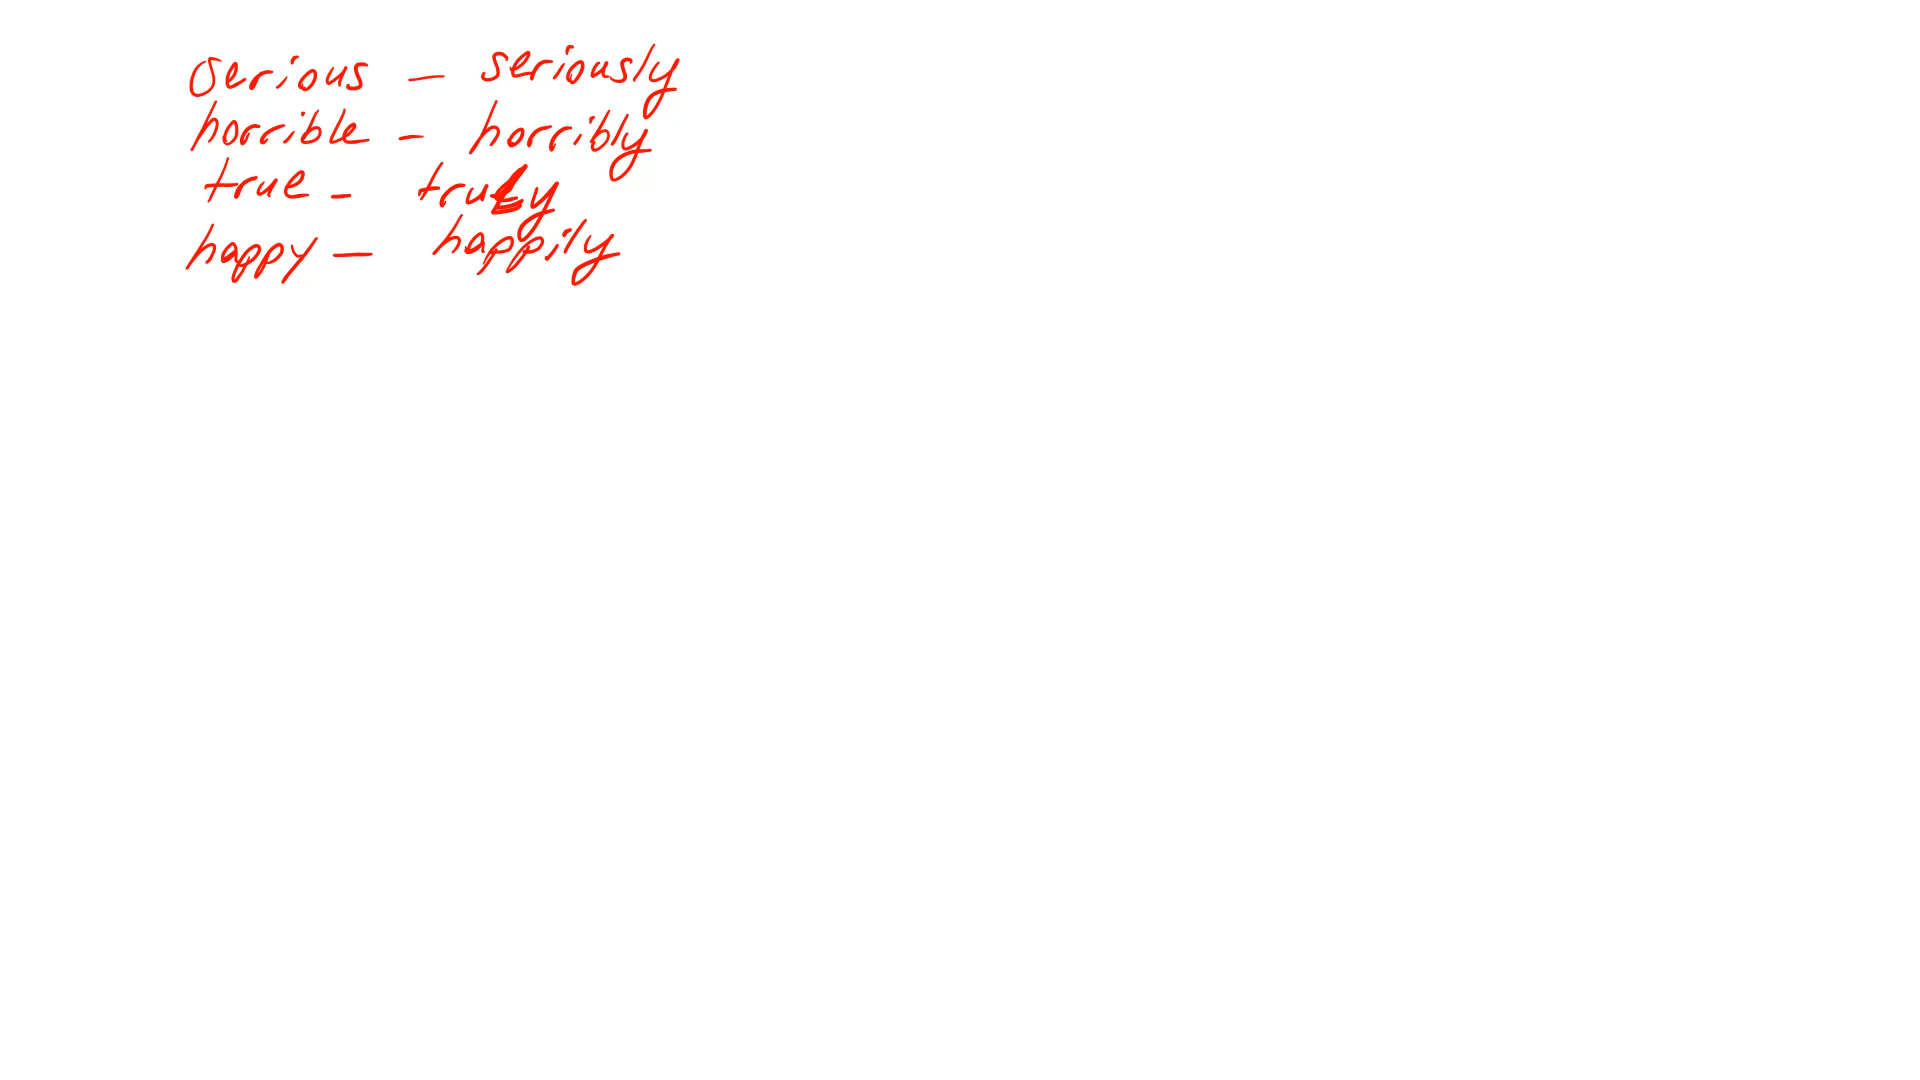 serious — seriously
horrible — horribly
true — truly
happy — happily